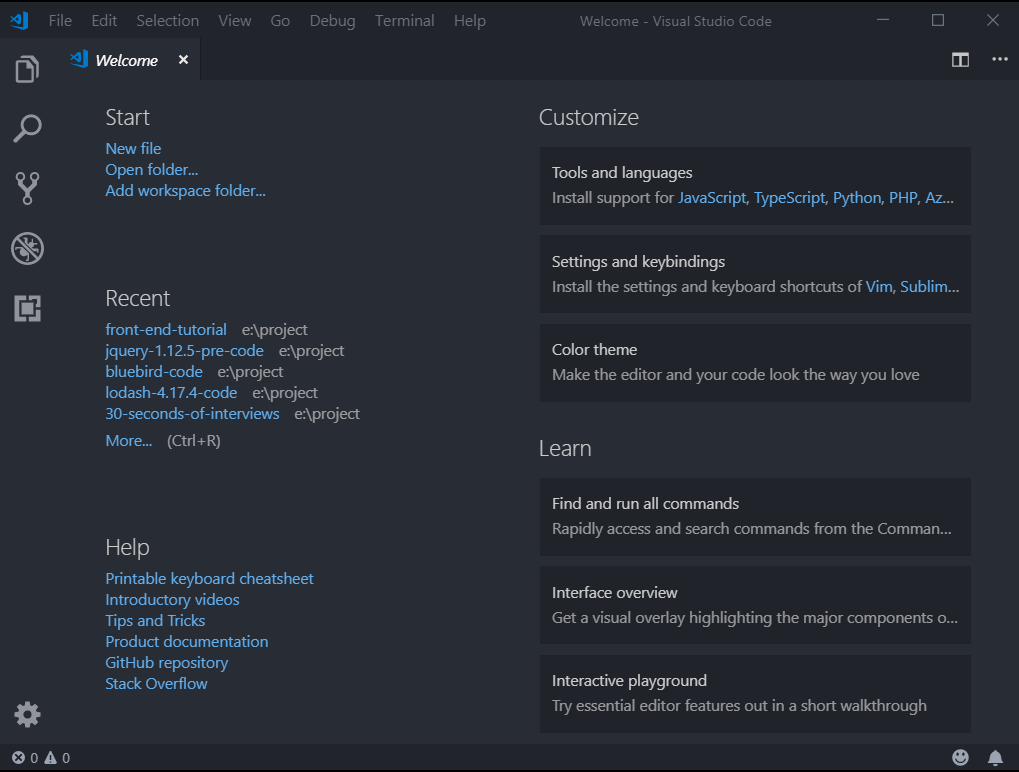 File Edit Selection View Go Debug Terminal Help Welcome - Visual Studio Code
Welcome
Start
New file
Open folder...
Add workspace folder...
Recent
front-end-tutorial e:\project
jquery-1.12.5-pre-code e:\project
bluebird-code e:\project
lodash-4.17.4-code e:\project
30-seconds-of-interviews e:\project
More... (Ctrl+R)
Help
Printable keyboard cheatsheet
Introductory videos
Tips and Tricks
Product documentation
GitHub repository
Stack Overflow
Customize
Tools and languages
Install support for JavaScript, TypeScript, Python, PHP, Az...
Settings and keybindings
Install the settings and keyboard shortcuts of Vim, Sublim...
Color theme
Make the editor and your code look the way you love
Learn
Find and run all commands
Rapidly access and search commands from the Comman...
Interface overview
Get a visual overlay highlighting the major components o...
Interactive playground
Try essential editor features out in a short walkthrough
0 0